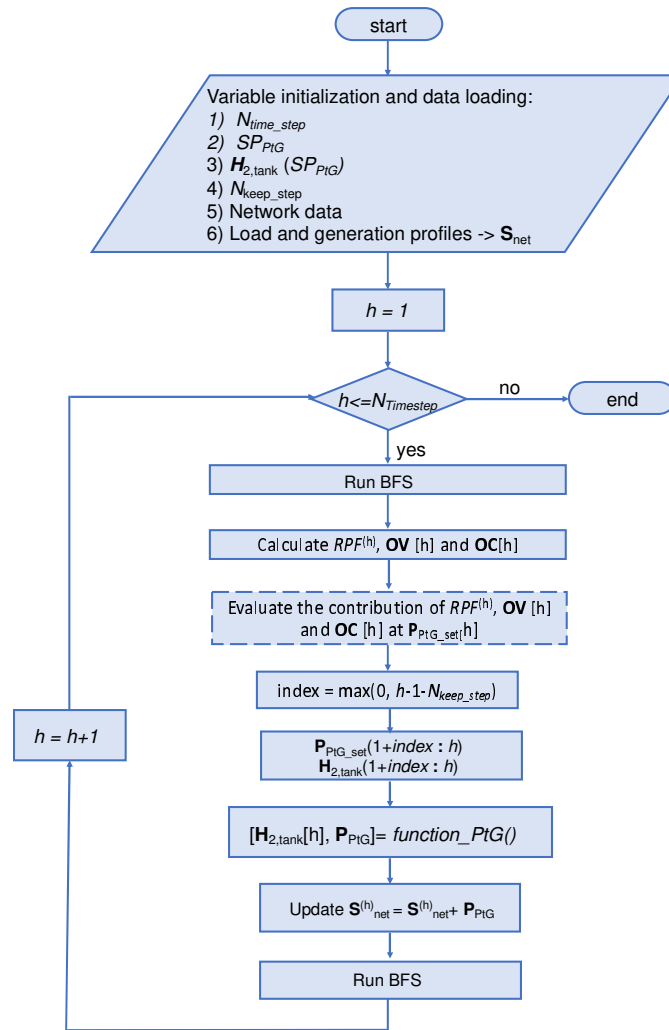 start
Variable initialization and data loading:
1) N_time_step
2) SP_PtG
3) H_2,tank (SP_PtG)
4) N_keep_step
5) Network data
6) Load and generation profiles -> S_net
h = 1
h<=N_Timestep
no
end
yes
Run BFS
Calculate RPF^(h), OV [h] and OC[h]
Evaluate the contribution of RPF^(h), OV [h]
and OC [h] at P_PtG_set[h]
index = max(0, h-1-N_keep_step)
h = h+1
P_PtG_set(1+index : h)
H_2,tank(1+index : h)
[H_2,tank[h], P_PtG]= function_PtG()
Update S^(h)_net = S^(h)_net + P_PtG
Run BFS